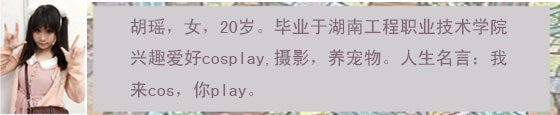 胡瑶，女，20岁。毕业于湖南工程职业技术学院
兴趣爱好cosplay,摄影，养宠物。人生名言：我
来cos，你play。